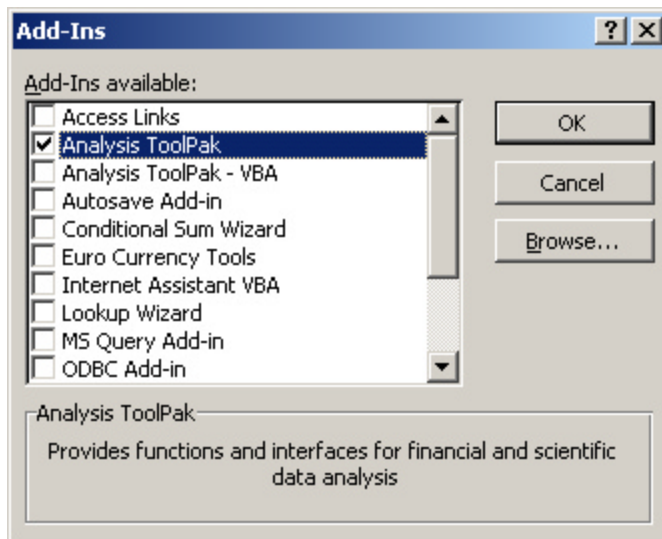 Add-Ins
Add-Ins available:
Access Links
Analysis ToolPak
Analysis ToolPak - VBA
Autosave Add-in
Conditional Sum Wizard
Euro Currency Tools
Internet Assistant VBA
Lookup Wizard
MS Query Add-in
ODBC Add-in
OK
Cancel
Browse...
Analysis ToolPak
Provides functions and interfaces for financial and scientific
data analysis